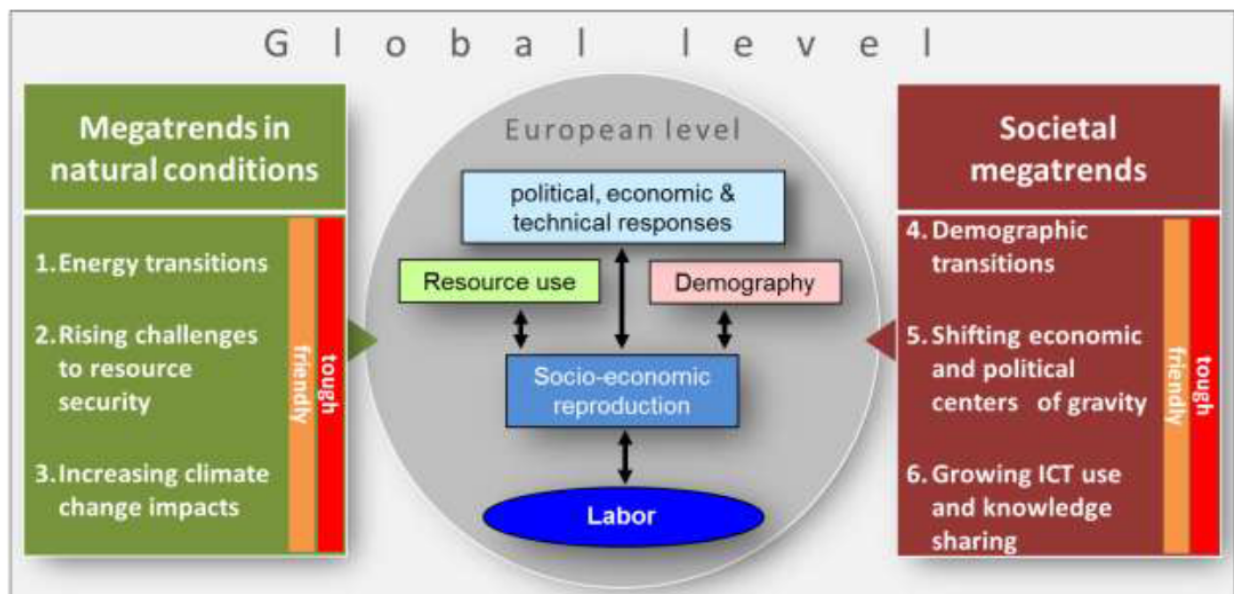 Global level
Megatrends in
natural conditions
1. Energy transitions
2. Rising challenges
to resource
security
3. Increasing climate
change impacts
friendly
tough
European level
political, economic &
technical responses
Resource use
Demography
Socio-economic
reproduction
Labor
Societal
megatrends
4. Demographic
transitions
5. Shifting economic
and political
centers of gravity
6. Growing ICT use
and knowledge
sharing
friendly
tough